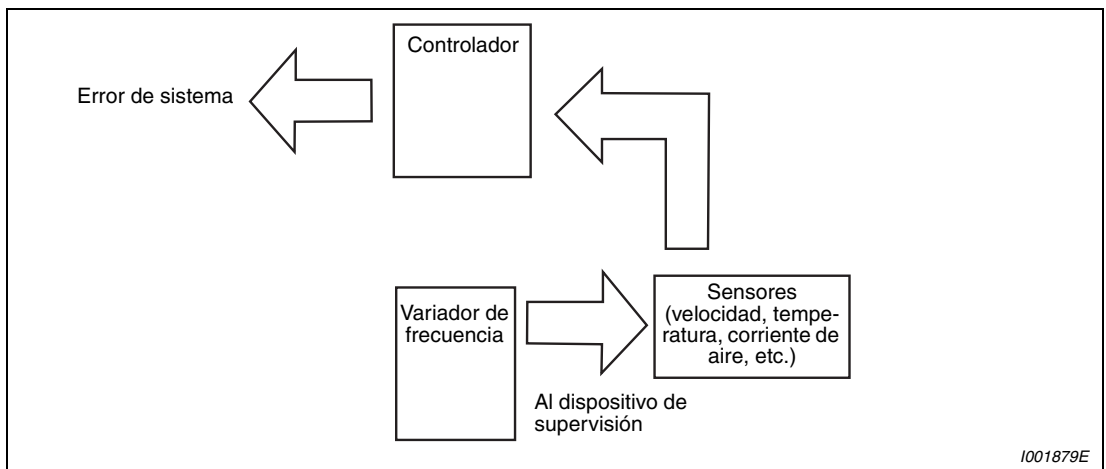 Controlador
Error de sistema
Variador de
frecuencia
Sensores
(velocidad, tempe-
ratura, corriente de
aire, etc.)
Al dispositivo de
supervisión
I001879E